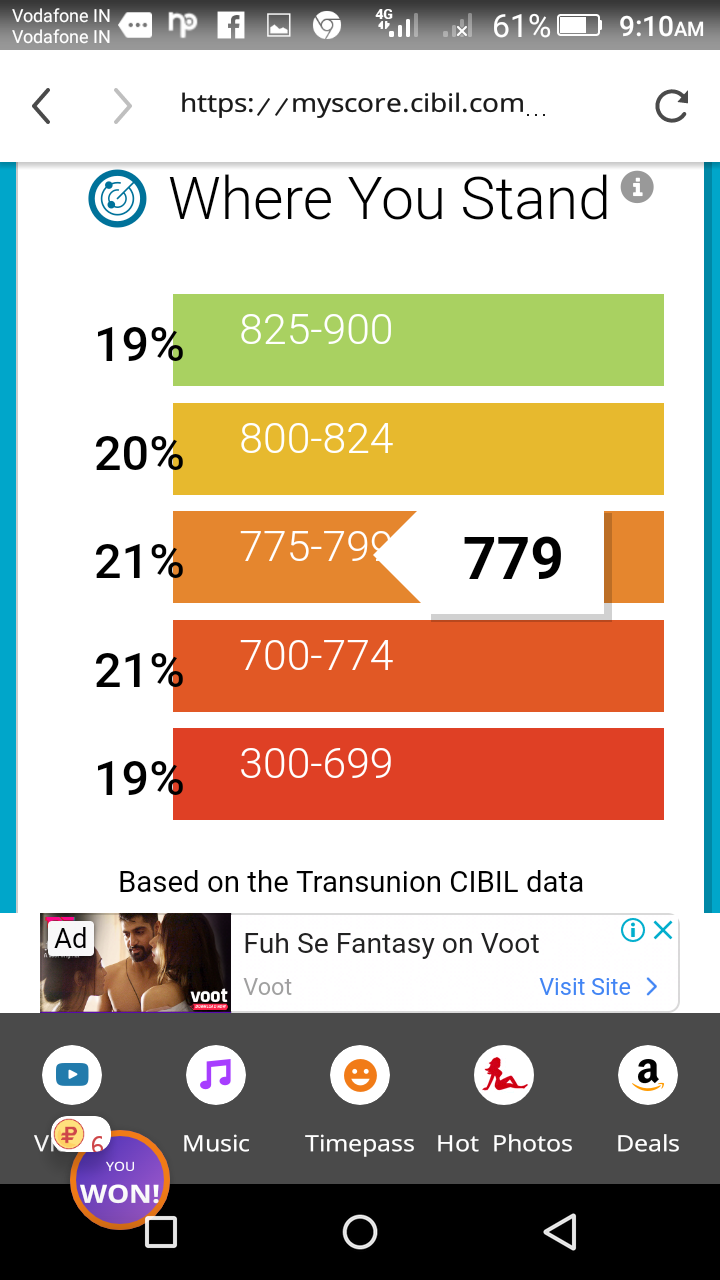 Vodafone IN
Vodafone IN
4G
61%
9:10AM
https://myscore.cibil.com...
Where You Stand
19% 825-900
20% 800-824
21% 775-799 779
21% 700-774
19% 300-699
Based on the Transunion CIBIL data
Ad
voot
Fuh Se Fantasy on Voot
Voot
Visit Site
Music
Timepass
Hot Photos
Deals
6
YOU
WON!